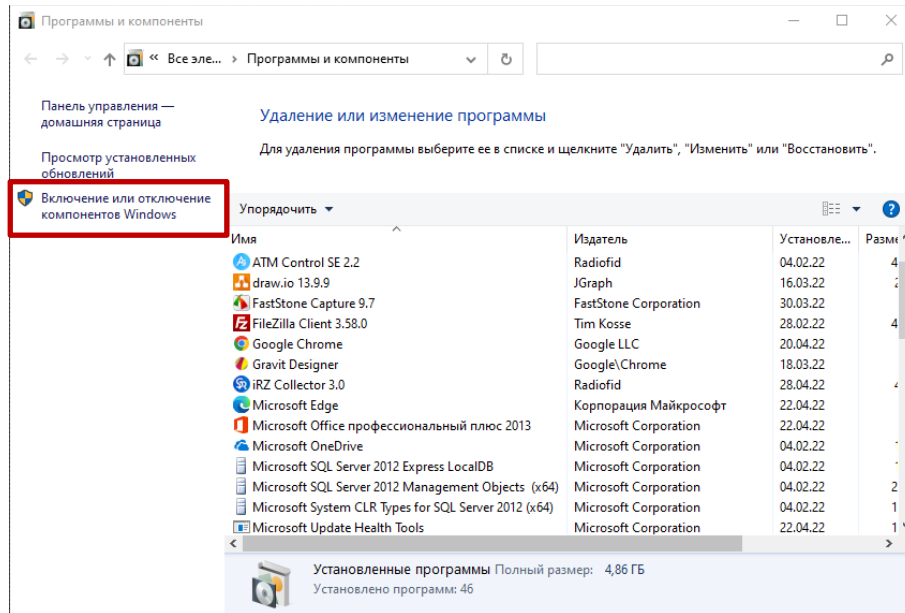 Программы и компоненты
« Все эле... › Программы и компоненты
Панель управления —
домашняя страница
Просмотр установленных
обновлений
Включение или отключение
компонентов Windows
Удаление или изменение программы
Для удаления программы выберите ее в списке и щелкните "Удалить", "Изменить" или "Восстановить".
Упорядочить
Имя Издатель Установле... Разме
ATM Control SE 2.2 Radiofid 04.02.22 4
draw.io 13.9.9 JGraph 16.03.22
FastStone Capture 9.7 FastStone Corporation 30.03.22
FileZilla Client 3.58.0 Tim Kosse 28.02.22 4
Google Chrome Google LLC 20.04.22
Gravit Designer Google\Chrome 18.03.22
iRZ Collector 3.0 Radiofid 28.04.22
Microsoft Edge Корпорация Майкрософт 22.04.22
Microsoft Office профессиональный плюс 2013 Microsoft Corporation 22.04.22
Microsoft OneDrive Microsoft Corporation 04.02.22
Microsoft SQL Server 2012 Express LocalDB Microsoft Corporation 04.02.22
Microsoft SQL Server 2012 Management Objects (x64) Microsoft Corporation 04.02.22 2
Microsoft System CLR Types for SQL Server 2012 (x64) Microsoft Corporation 04.02.22 1
Microsoft Update Health Tools Microsoft Corporation 22.04.22 1
Установленные программы Полный размер: 4,86 ГБ
Установлено программ: 46